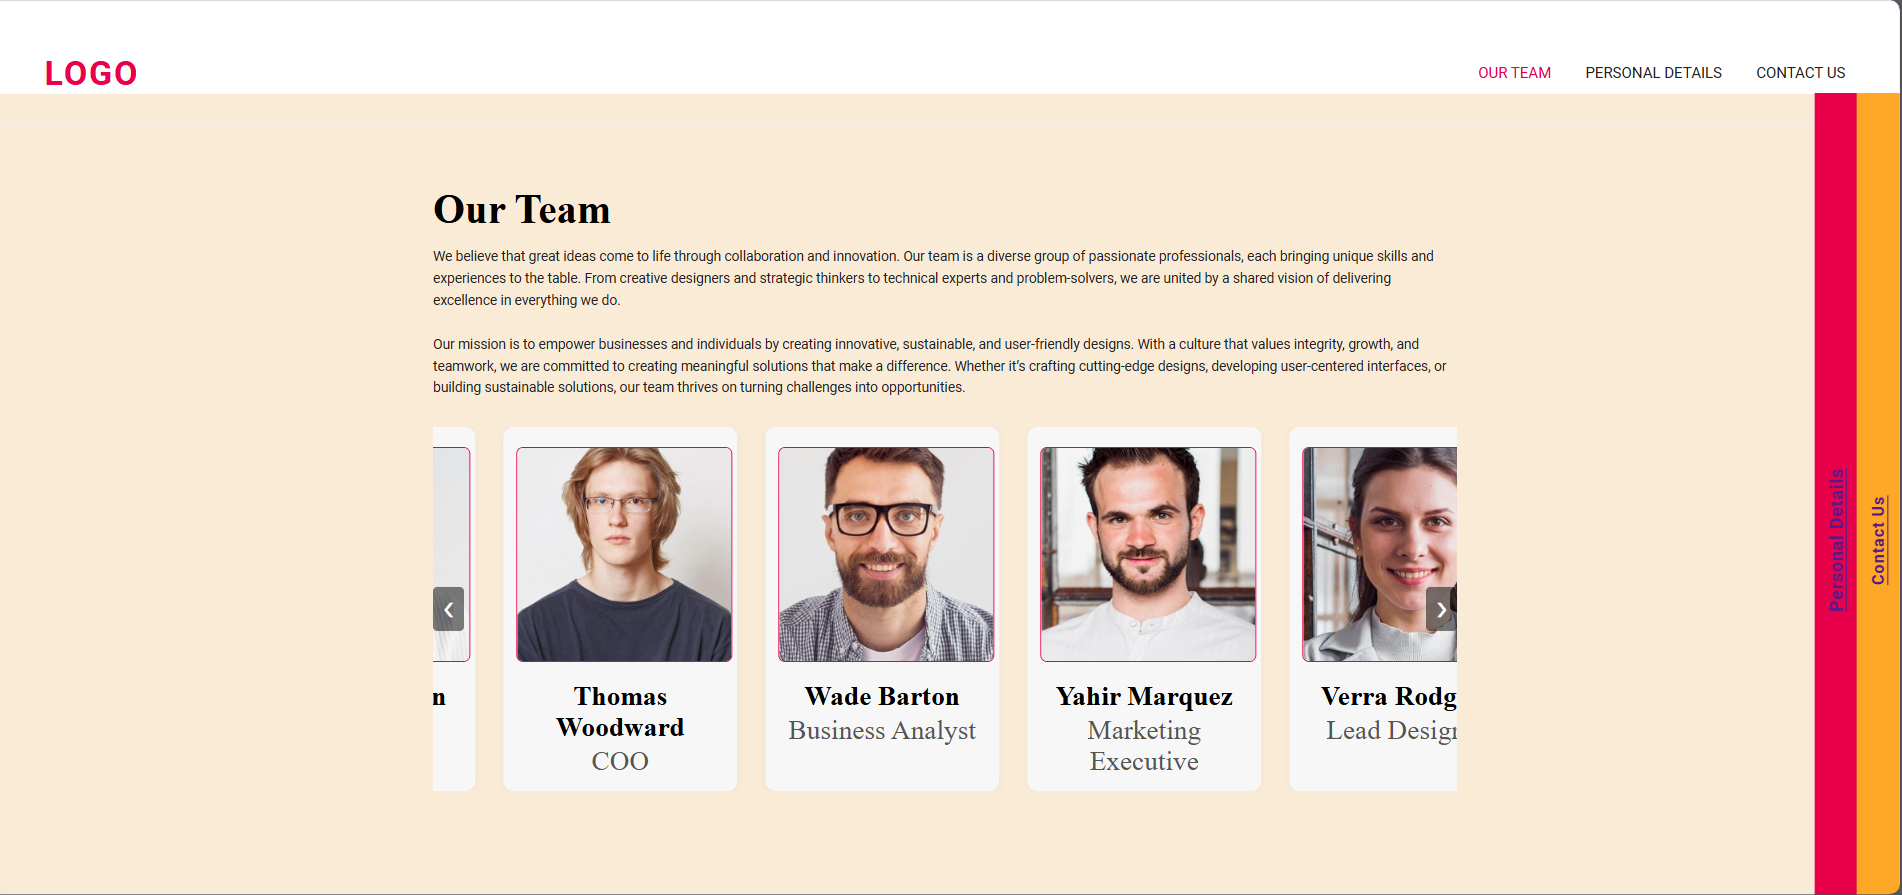 LOGO
OUR TEAM PERSONAL DETAILS CONTACT US
Our Team
We believe that great ideas come to life through collaboration and innovation. Our team is a diverse group of passionate professionals, each bringing unique skills and
experiences to the table. From creative designers and strategic thinkers to technical experts and problem-solvers, we are united by a shared vision of delivering
excellence in everything we do.
Our mission is to empower businesses and individuals by creating innovative, sustainable, and user-friendly designs. With a culture that values integrity, growth, and
teamwork, we are committed to creating meaningful solutions that make a difference. Whether it's crafting cutting-edge designs, developing user-centered interfaces, or
building sustainable solutions, our team thrives on turning challenges into opportunities.
n
Thomas
Woodward
COO
Wade Barton
Business Analyst
Yahir Marquez
Marketing
Executive
Verra Rodg
Lead Design
Personal Details
Contact Us